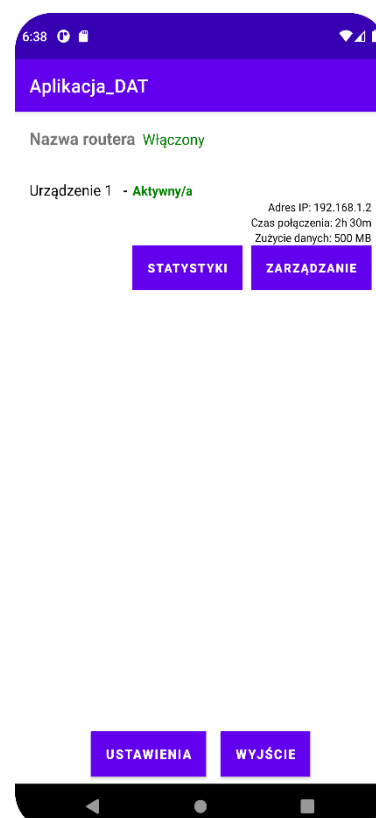 6:38
Aplikacja_DAT
Nazwa routera Włączony
Urządzenie 1 - Aktywny/a
Adres IP: 192.168.1.2
Czas połączenia: 2h 30m
Zużycie danych: 500 MB
STATYSTYKI ZARZĄDZANIE
USTAWIENIA WYJŚCIE